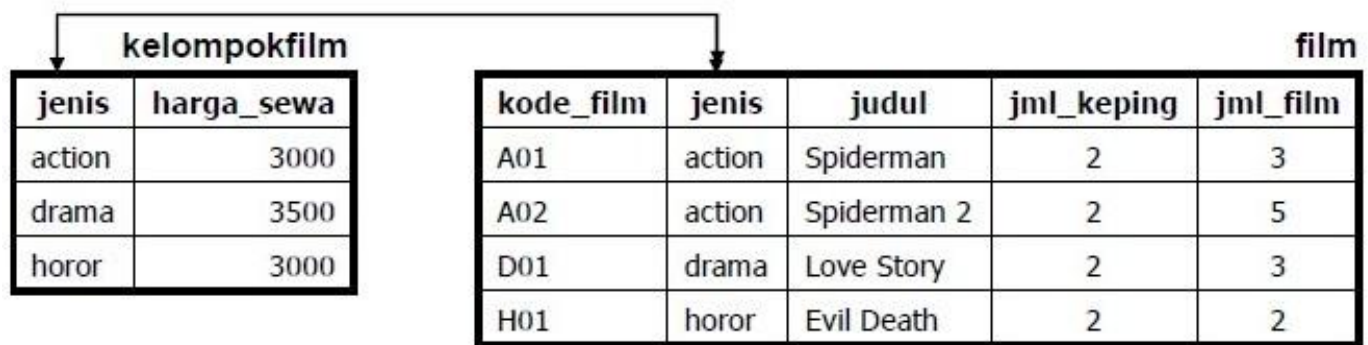 kelompokfilm
jenis harga_sewa
action 3000
drama 3500
horor 3000
film
kode_film jenis judul jml_keping jml_film
A01 action Spiderman 2 3
A02 action Spiderman 2 2 5
D01 drama Love Story 2 3
H01 horor Evil Death 2 2